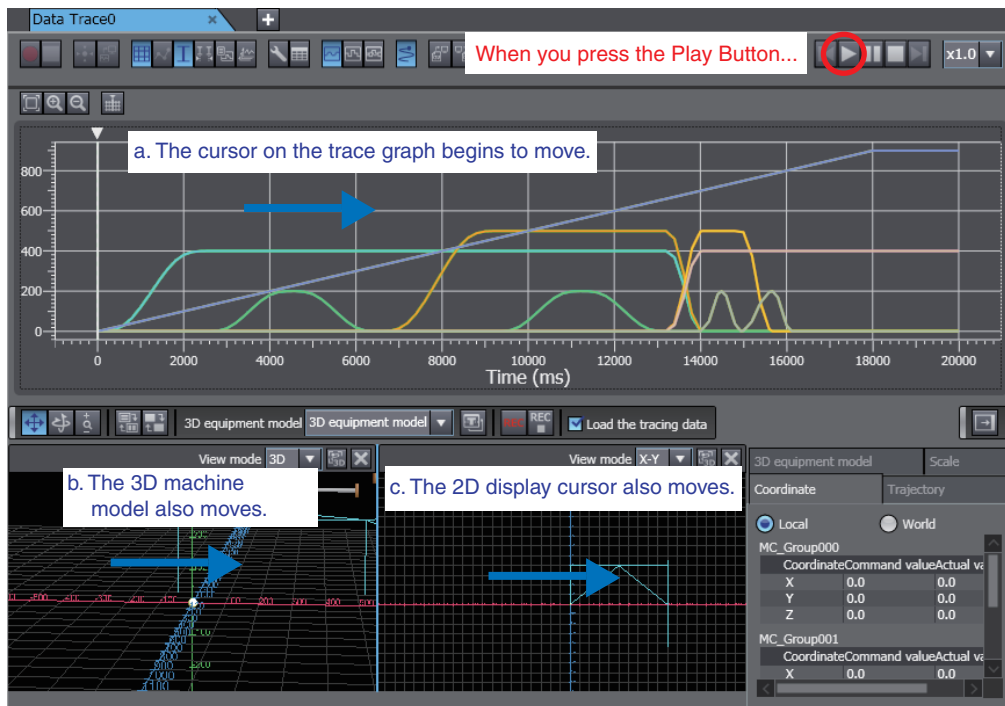 Data Trace0
When you press the Play Button...
x1.0
a. The cursor on the trace graph begins to move.
800
600
400
200
0
0 2000 4000 6000 8000 10000 12000 14000 16000 18000 20000
Time (ms)
3D equipment model 3D equipment model REC REC Load the tracing data
View mode 3D
View mode X-Y
3D equipment model Scale
b. The 3D machine
model also moves.
c. The 2D display cursor also moves.
Coordinate Trajectory
Local World
MC_Group000
Coordinate Command value Actual va
X 0.0 0.0
Y 0.0 0.0
Z 0.0 0.0
MC_Group001
Coordinate Command value Actual va
X 0.0 0.0